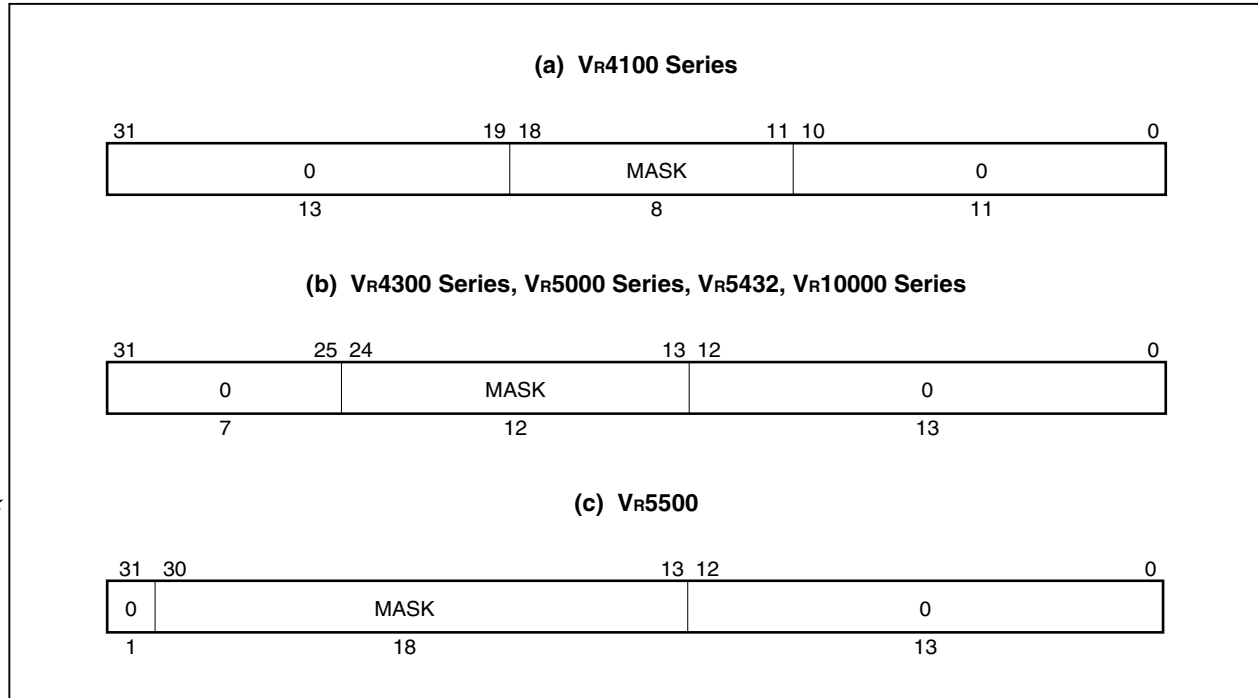 (a) VR4100 Series
31 19 18 11 10 0
0 MASK 0
13 8 11
(b) VR4300 Series, VR5000 Series, VR5432, VR10000 Series
31 25 24 13 12 0
0 MASK 0
7 12 13
(c) VR5500
31 30 13 12 0
0 MASK 0
1 18 13